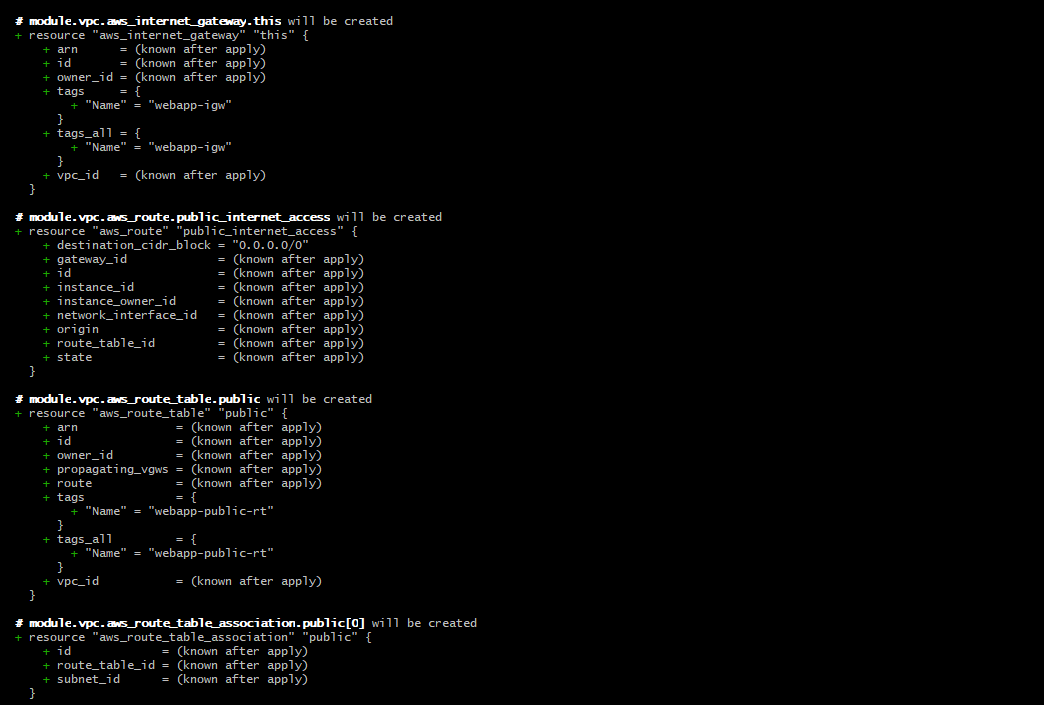 # module.vpc.aws_internet_gateway.this will be created
+ resource "aws_internet_gateway" "this" {
    + arn      = (known after apply)
    + id       = (known after apply)
    + owner_id = (known after apply)
    + tags     = {
        + "Name" = "webapp-igw"
      }
    + tags_all = {
        + "Name" = "webapp-igw"
      }
    + vpc_id   = (known after apply)
  }
# module.vpc.aws_route.public_internet_access will be created
+ resource "aws_route" "public_internet_access" {
    + destination_cidr_block = "0.0.0.0/0"
    + gateway_id             = (known after apply)
    + id                     = (known after apply)
    + instance_id            = (known after apply)
    + instance_owner_id      = (known after apply)
    + network_interface_id   = (known after apply)
    + origin                 = (known after apply)
    + route_table_id         = (known after apply)
    + state                  = (known after apply)
  }
# module.vpc.aws_route_table.public will be created
+ resource "aws_route_table" "public" {
    + arn              = (known after apply)
    + id               = (known after apply)
    + owner_id         = (known after apply)
    + propagating_vgws = (known after apply)
    + route            = (known after apply)
    + tags             = {
        + "Name" = "webapp-public-rt"
      }
    + tags_all         = {
        + "Name" = "webapp-public-rt"
      }
    + vpc_id           = (known after apply)
  }
# module.vpc.aws_route_table_association.public[0] will be created
+ resource "aws_route_table_association" "public" {
    + id             = (known after apply)
    + route_table_id = (known after apply)
    + subnet_id      = (known after apply)
  }